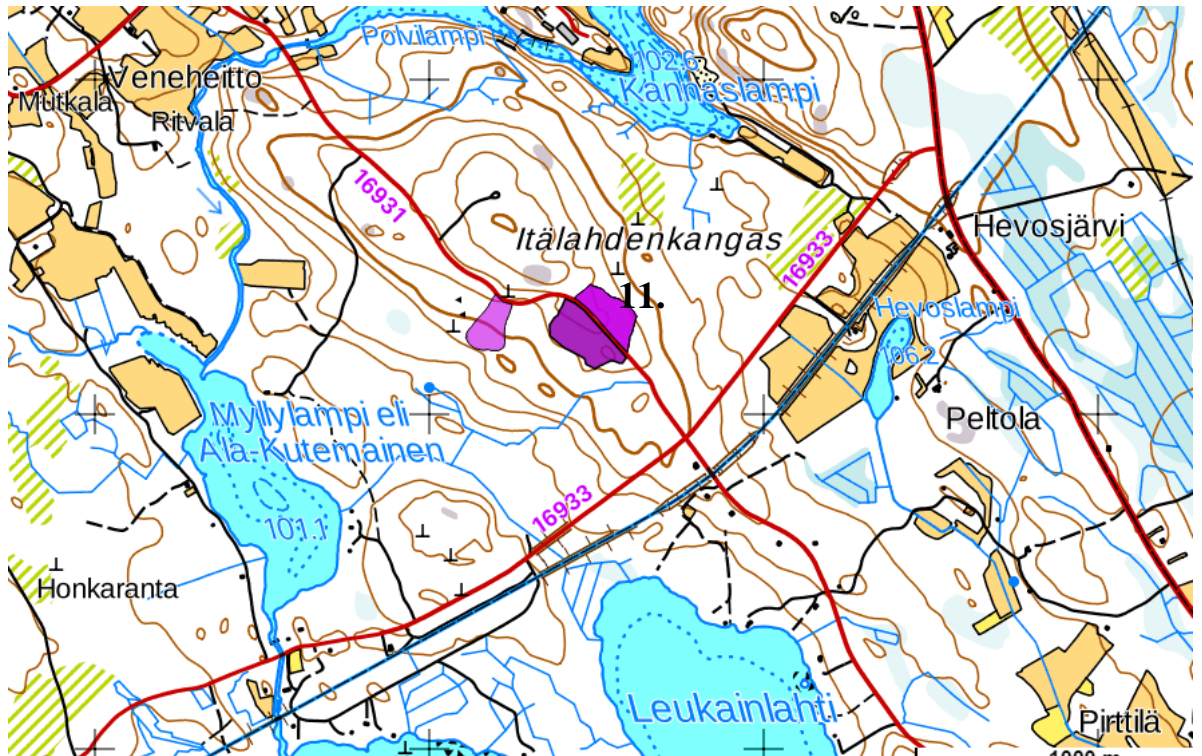 Polvilampi
102.6
Kannaslampi
Veneheitto
Mutkala
Ritvala
16931
Itälahdenkangas
16933
Hevosjärvi
11.
Hevoslampi
106.2
Peltola
Myllylampi eli
Ala-Kutemainen
16933
101.1
Honkaranta
Leukainlahti
Pirttilä